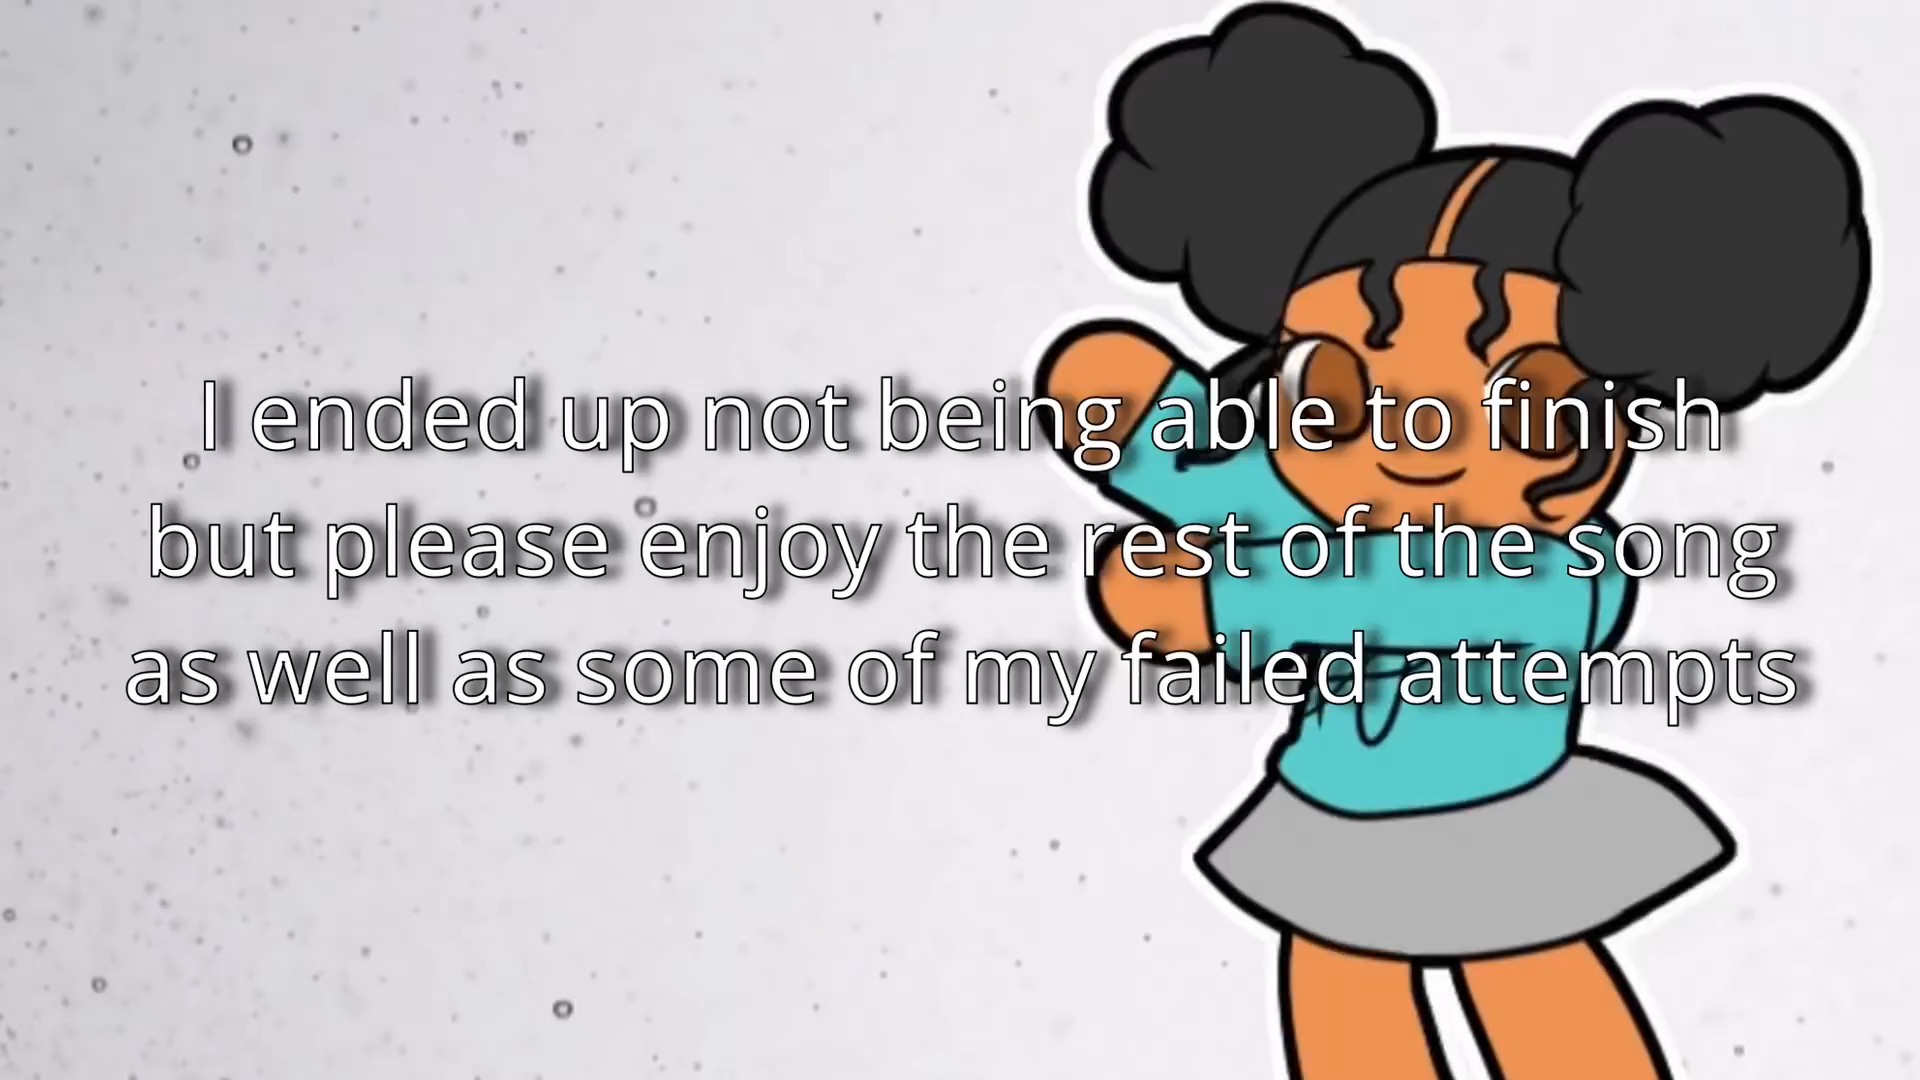 I ended up not being able to finish
but please enjoy the rest of the song
as well as some of my failed attempts